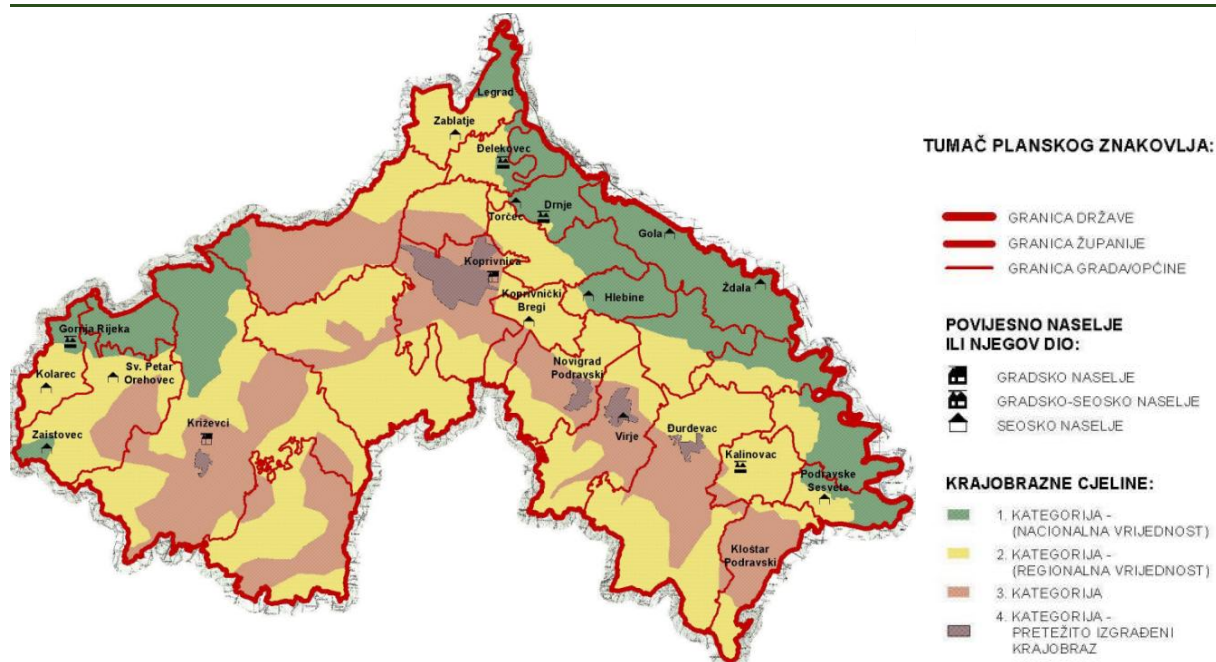 Legrad
Zablatje
Đelekovec
Torčec
Drnje
Gola
Ždala
Koprivnica
Hlebine
Koprivnički
Bregi
Gornja Rijeka
Sv. Petar
Orehovec
Kolarec
Novigrad
Podravski
Zaistovec
Križevci
Virje
Đurđevac
Kalinovac
Podravske
Sesvete
Kloštar
Podravski
TUMAČ PLANSKOG ZNAKOVLJA:
GRANICA DRŽAVE
GRANICA ŽUPANIJE
GRANICA GRADA/OPĆINE
POVIJESNO NASELJE
ILI NJEGOV DIO:
GRADSKO NASELJE
GRADSKO-SEOSKO NASELJE
SEOSKO NASELJE
KRAJOBRAZNE CJELINE:
1. KATEGORIJA -
(NACIONALNA VRIJEDNOST)
2. KATEGORIJA -
(REGIONALNA VRIJEDNOST)
3. KATEGORIJA
4. KATEGORIJA -
PRETEŽITO IZGRAĐENI
KRAJOBRAZ